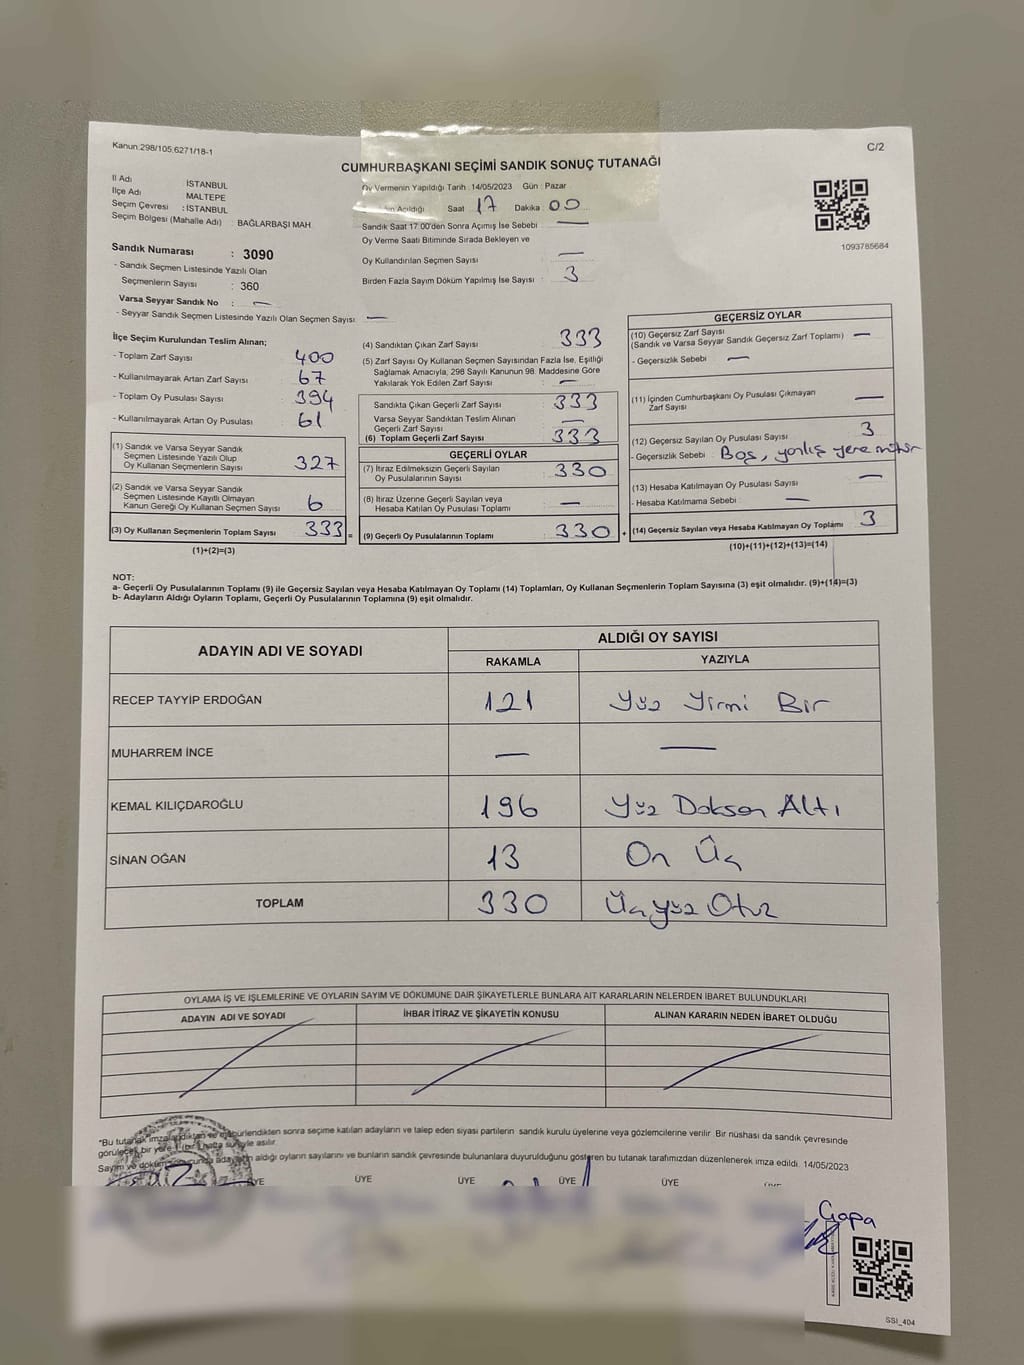 Kanun:298/105,6271/18-1
C/2
CUMHURBAŞKANI SEÇİMİ SANDIK SONUÇ TUTANAĞI
İl Adı İSTANBUL
İlçe Adı MALTEPE
Seçim Çevresi : İSTANBUL
Seçim Bölgesi (Mahalle Adı) : BAĞLARBAŞI MAH.
Sandık Numarası : 3090
- Sandık Seçmen Listesinde Yazılı Olan
Seçmenlerin Sayısı : 360
Varsa Seyyar Sandık No : —
- Seyyar Sandık Seçmen Listesinde Yazılı Olan Seçmen Sayısı: —
Oy Vermenin Yapıldığı Tarih : 14/05/2023 Gün : Pazar
Açıldığı Saat 17 Dakika 00
Sandık Saat 17:00'den Sonra Açılmış İse Sebebi : —
Oy Verme Saati Bitiminde Sırada Bekleyen ve
Oy Kullandırılan Seçmen Sayısı : —
Birden Fazla Sayım Döküm Yapılmış İse Sayısı : 3
1093785684
İlçe Seçim Kurulundan Teslim Alınan;
- Toplam Zarf Sayısı 400
- Kullanılmayarak Artan Zarf Sayısı 67
- Toplam Oy Pusulası Sayısı 394
- Kullanılmayarak Artan Oy Pusulası 61
(1) Sandık ve Varsa Seyyar Sandık
Seçmen Listesinde Yazılı Olup
Oy Kullanan Seçmenlerin Sayısı 327
(2) Sandık ve Varsa Seyyar Sandık
Seçmen Listesinde Kayıtlı Olmayan
Kanun Gereği Oy Kullanan Seçmen Sayısı 6
(3) Oy Kullanan Seçmenlerin Toplam Sayısı 333 =
(1)+(2)=(3)
(4) Sandıktan Çıkan Zarf Sayısı 333
(5) Zarf Sayısı Oy Kullanan Seçmen Sayısından Fazla İse, Eşitliği
Sağlamak Amacıyla, 298 Sayılı Kanunun 98. Maddesine Göre
Yakılarak Yok Edilen Zarf Sayısı : —
Sandıkta Çıkan Geçerli Zarf Sayısı : 333
Varsa Seyyar Sandıktan Teslim Alınan
Geçerli Zarf Sayısı : —
(6) Toplam Geçerli Zarf Sayısı 333
GEÇERLİ OYLAR
(7) İtiraz Edilmeksizin Geçerli Sayılan
Oy Pusulalarının Sayısı 330
(8) İtiraz Üzerine Geçerli Sayılan veya
Hesaba Katılan Oy Pusulası Toplamı —
(9) Geçerli Oy Pusulalarının Toplamı 330 +
GEÇERSİZ OYLAR
(10) Geçersiz Zarf Sayısı
(Sandık ve Varsa Seyyar Sandık Geçersiz Zarf Toplamı) —
- Geçersizlik Sebebi : —
(11) İçinden Cumhurbaşkanı Oy Pusulası Çıkmayan
Zarf Sayısı —
(12) Geçersiz Sayılan Oy Pusulası Sayısı 3
- Geçersizlik Sebebi : Boş, yanlış yere mühür
(13) Hesaba Katılmayan Oy Pusulası Sayısı —
- Hesaba Katılmama Sebebi : —
(14) Geçersiz Sayılan veya Hesaba Katılmayan Oy Toplamı 3
(10)+(11)+(12)+(13)=(14)
NOT:
a- Geçerli Oy Pusulalarının Toplamı (9) ile Geçersiz Sayılan veya Hesaba Katılmayan Oy Toplamı (14) Toplamları, Oy Kullanan Seçmenlerin Toplam Sayısına (3) eşit olmalıdır. (9)+(14)=(3)
b- Adayların Aldığı Oyların Toplamı, Geçerli Oy Pusulalarının Toplamına (9) eşit olmalıdır.
ADAYIN ADI VE SOYADI ALDIĞI OY SAYISI
RAKAMLA YAZIYLA
RECEP TAYYİP ERDOĞAN 121 Yüz Yirmi Bir
MUHARREM İNCE — —
KEMAL KILIÇDAROĞLU 196 Yüz Doksan Altı
SİNAN OĞAN 13 On Üç
TOPLAM 330 Üçyüz Otuz
OYLAMA İŞ VE İŞLEMLERİNE VE OYLARIN SAYIM VE DÖKÜMÜNE DAİR ŞİKAYETLERLE BUNLARA AİT KARARLARIN NELERDEN İBARET BULUNDUKLARI
ADAYIN ADI VE SOYADI İHBAR İTİRAZ VE ŞİKAYETİN KONUSU ALINAN KARARIN NEDEN İBARET OLDUĞU
*Bu tutanak imzalandıktan ve mühürlendikten sonra seçime katılan adayların ve talep eden siyasi partilerin sandık kurulu üyelerine veya gözlemcilerine verilir. Bir nüshası da sandık çevresinde
görülecek bir yere 1 (bir) hafta süreyle asılır.
Sayım ve döküm sonucunda adayların aldığı oyların sayılarını ve bunların sandık çevresinde bulunanlara duyurulduğunu gösteren bu tutanak tarafımızdan düzenlenerek imza edildi. 14/05/2023
ÜYE ÜYE ÜYE ÜYE ÜYE
SSI_404